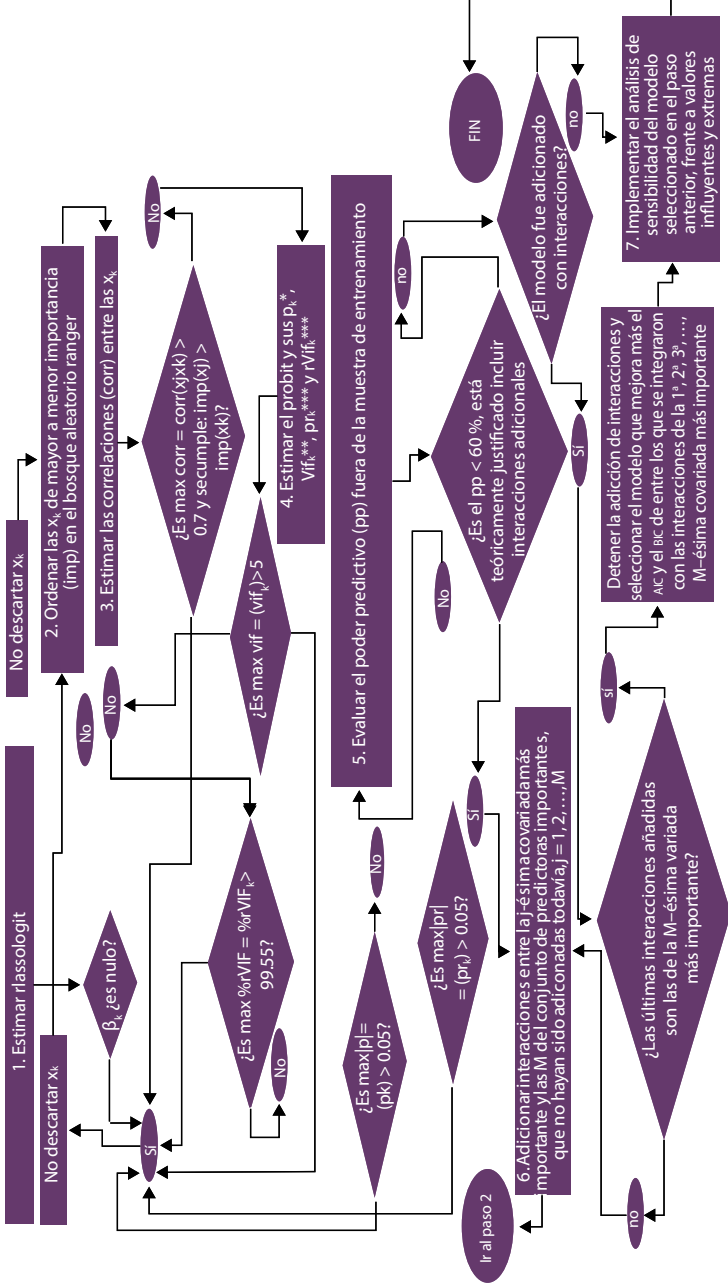 1. Estimar rlassologit
No descartar xk
βk ¿es nulo?
No
No descartar xk
Sí
2. Ordenar las xk de mayor a menor importancia
(imp) en el bosque aleatorio ranger
3. Estimar las correlaciones (corr) entre las xk
¿Es max corr = corr(xjxk) >
0.7 y secumple: imp(xj) >
imp(xk)?
No
4. Estimar el probit y sus pk*,
Vifk**, prk*** y rVifk***
¿Es max vif = (vifk)>5
No
¿Es max %rVIF = %rVIFk>
99.55?
No
¿Es max|p|=
(pk) > 0.05?
No
¿Es max|pr|
= (prk) > 0.05?
No
5. Evaluar el poder predictivo (pp) fuera de la muestra de entrenamiento
¿Es el pp < 60%, está
teóricamente justificado incluir
interacciones adicionales
no
Sí
6. Adicionar interacciones entre la j-ésima covariada más
importante y las M del conjunto de predictoras importantes,
que no hayan sido adiconadas todavía, j = 1, 2, …, M
Ir al paso 2
¿El modelo fue adicionado
con interacciones?
no
Sí
¿Las últimas interacciones añadidas
son las de la M–ésima variada
más importante?
no
sí
Detener la adicción de interacciones y
seleccionar el modelo que mejora más el
AIC y el BIC de entre los que se integraron
con las interacciones de la 1ª, 2ª, 3ª, …,
M–ésima covariada más importante
7. Implementar el análisis de
sensibilidad del modelo
seleccionado en el paso
anterior, frente a valores
influyentes y extremas
FIN